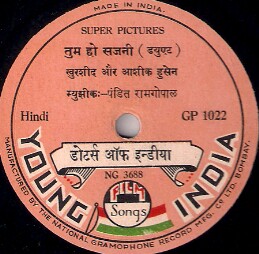 MADE IN INDIA.
SUPER PICTURES
तुम हो सजनी ( डयुएट )
खुरशीद और आशीक हुसेन
म्युझीक:- पंडित रामगोपाल
Hindi GP 1022
डोटर्स ऑफ इन्डीया
NG 3688
YOUNG INDIA
FILM
Songs
MANUFACTURED BY THE NATIONAL GRAMOPHONE RECORD MFG. Co LTD. BOMBAY.